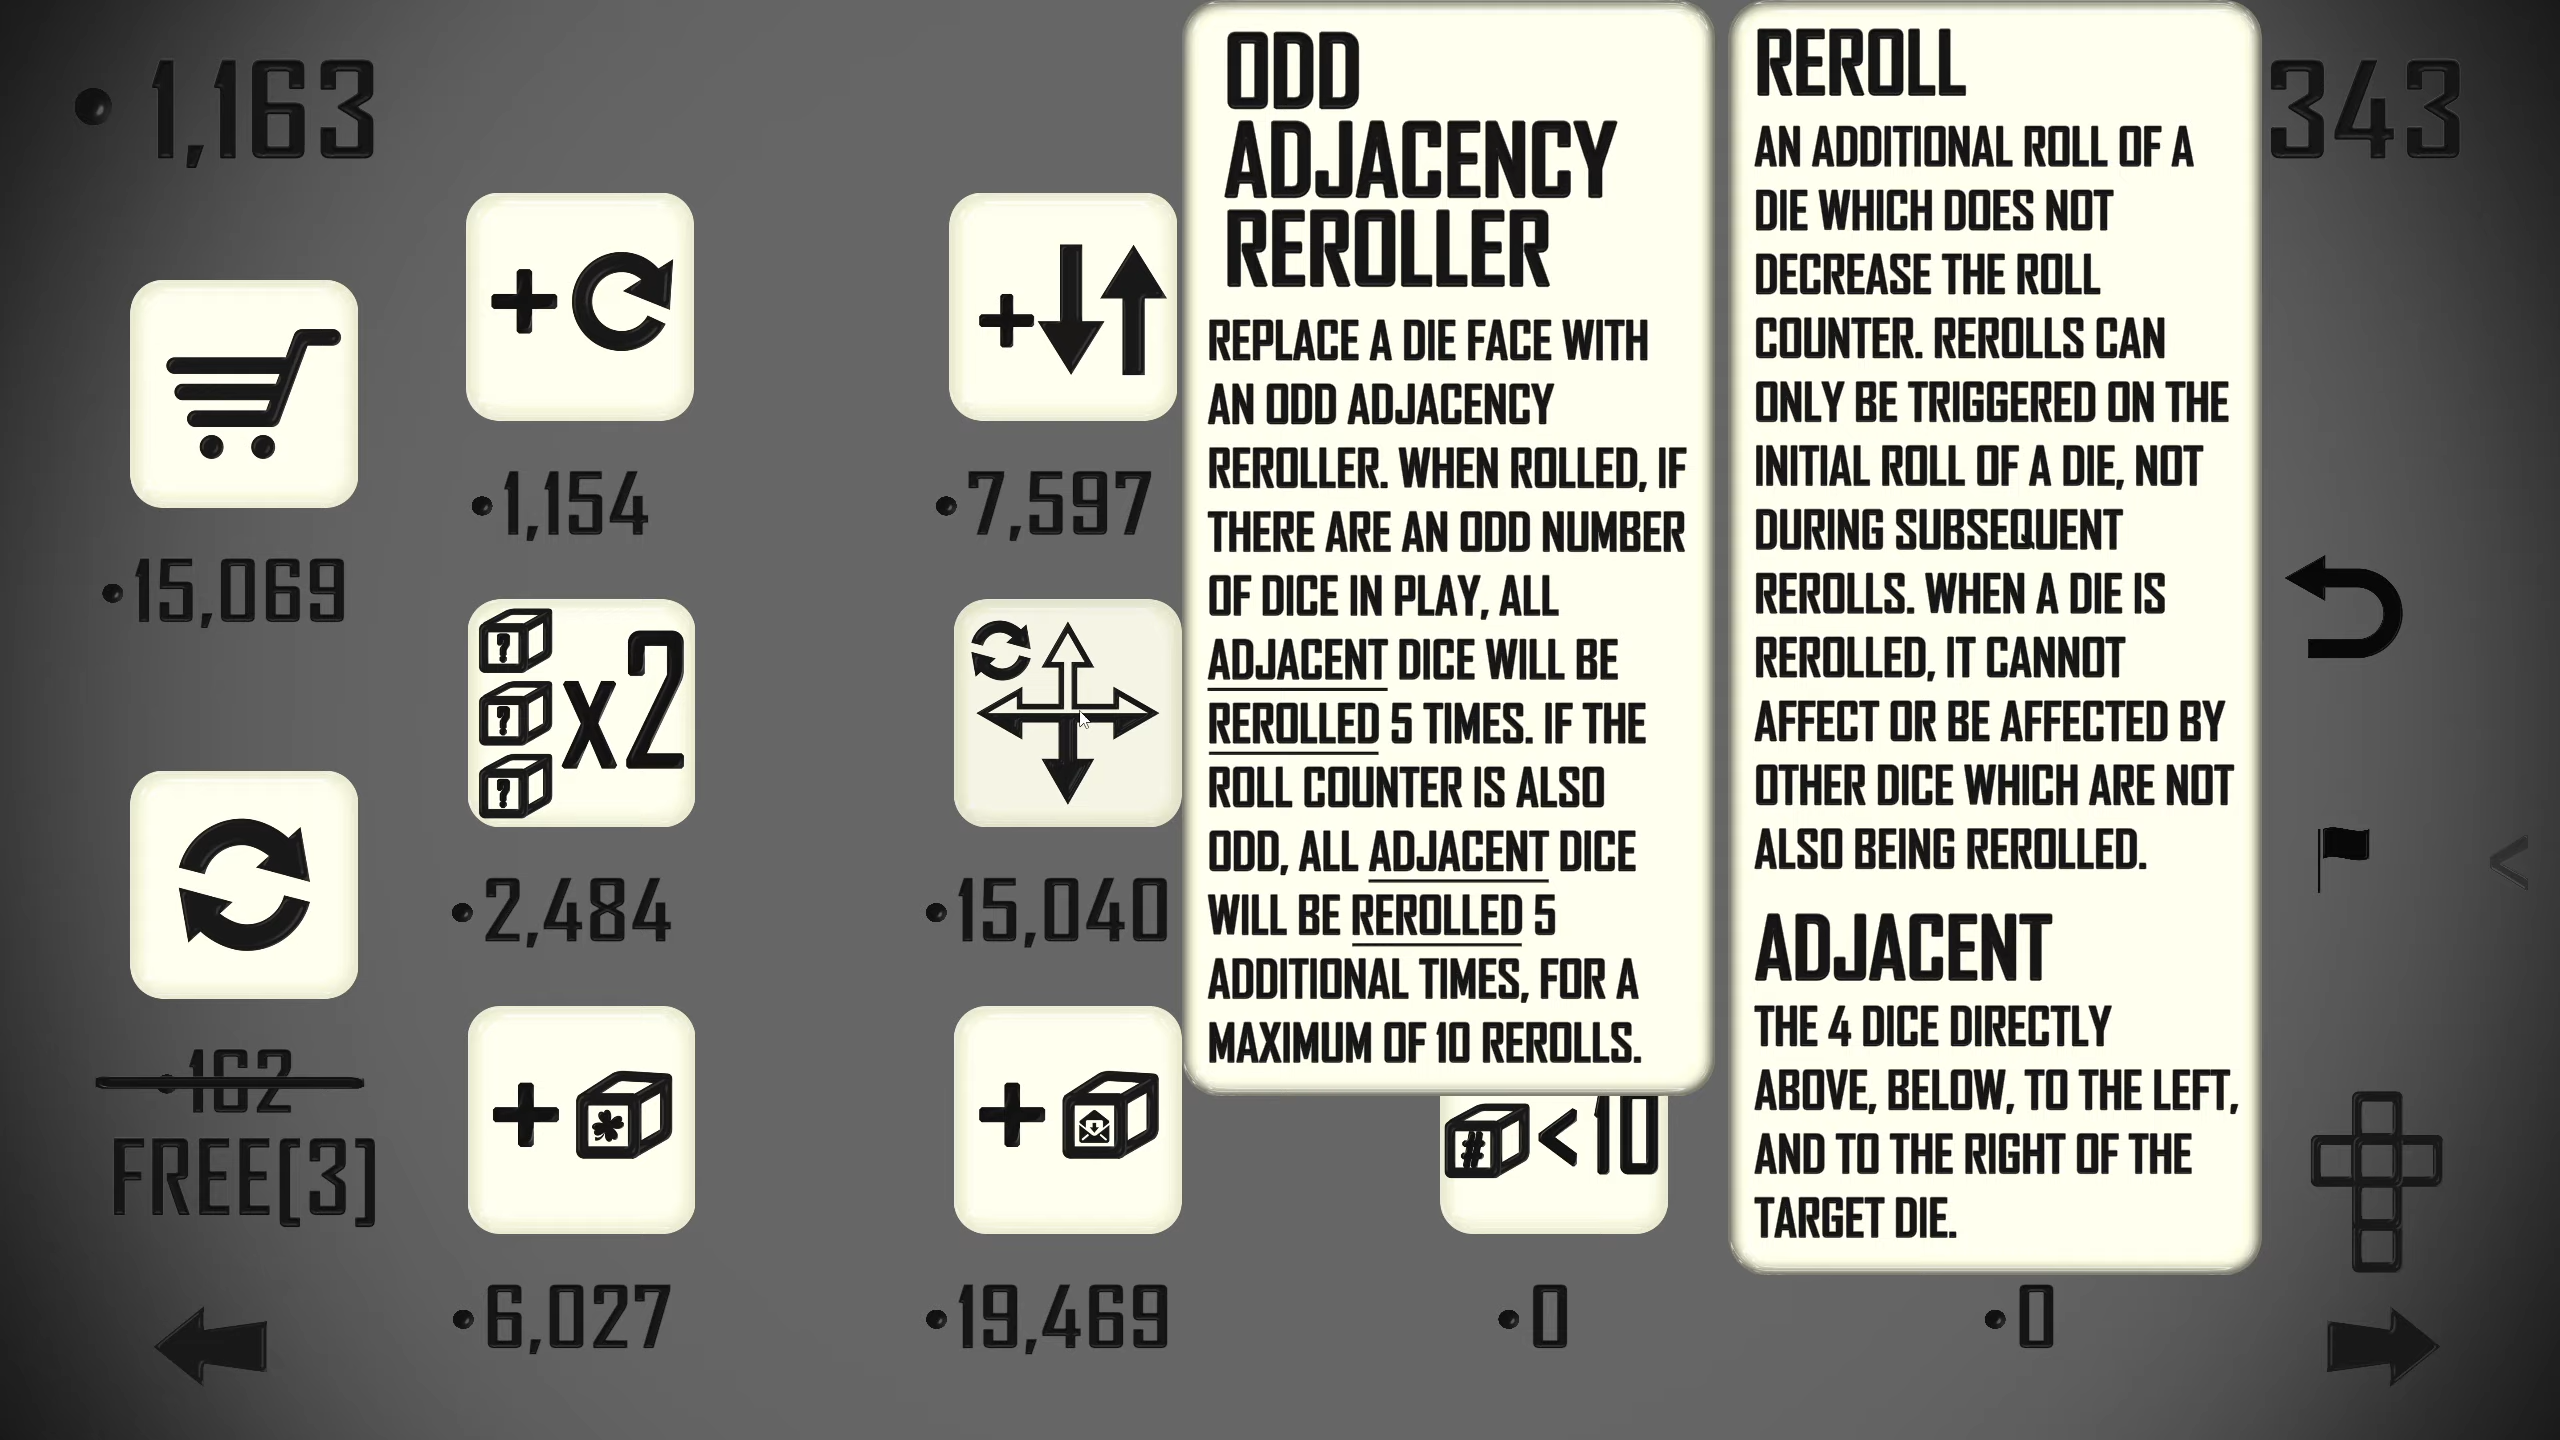 1,163
343
1,154
7,597
15,069
? ? ? x2
2,484
15,040
162
FREE[3]
6,027
19,469
# <10
0
0
<
ODD
ADJACENCY
REROLLER
REPLACE A DIE FACE WITH
AN ODD ADJACENCY
REROLLER. WHEN ROLLED, IF
THERE ARE AN ODD NUMBER
OF DICE IN PLAY, ALL
ADJACENT DICE WILL BE
REROLLED 5 TIMES. IF THE
ROLL COUNTER IS ALSO
ODD, ALL ADJACENT DICE
WILL BE REROLLED 5
ADDITIONAL TIMES, FOR A
MAXIMUM OF 10 REROLLS.
REROLL
AN ADDITIONAL ROLL OF A
DIE WHICH DOES NOT
DECREASE THE ROLL
COUNTER. REROLLS CAN
ONLY BE TRIGGERED ON THE
INITIAL ROLL OF A DIE, NOT
DURING SUBSEQUENT
REROLLS. WHEN A DIE IS
REROLLED, IT CANNOT
AFFECT OR BE AFFECTED BY
OTHER DICE WHICH ARE NOT
ALSO BEING REROLLED.
ADJACENT
THE 4 DICE DIRECTLY
ABOVE, BELOW, TO THE LEFT,
AND TO THE RIGHT OF THE
TARGET DIE.